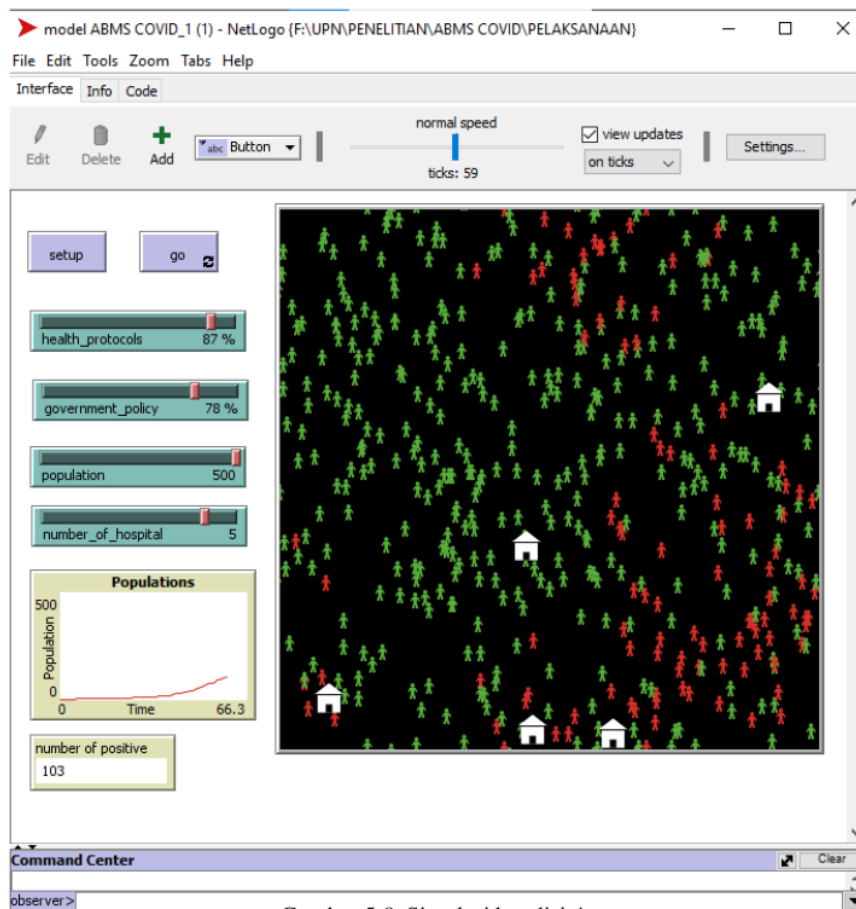 model ABMS COVID_1 (1) - NetLogo {F:\UPN\PENELITIAN\ABMS COVID\PELAKSANAAN}
File Edit Tools Zoom Tabs Help
Interface Info Code
Edit Delete Add abc Button
normal speed
ticks: 59
view updates
on ticks
Settings...
setup go
health_protocols 87 %
government_policy 78 %
population 500
number_of_hospital 5
Populations
500
Population
0
0 Time 66.3
number of positive
103
Command Center Clear
observer>